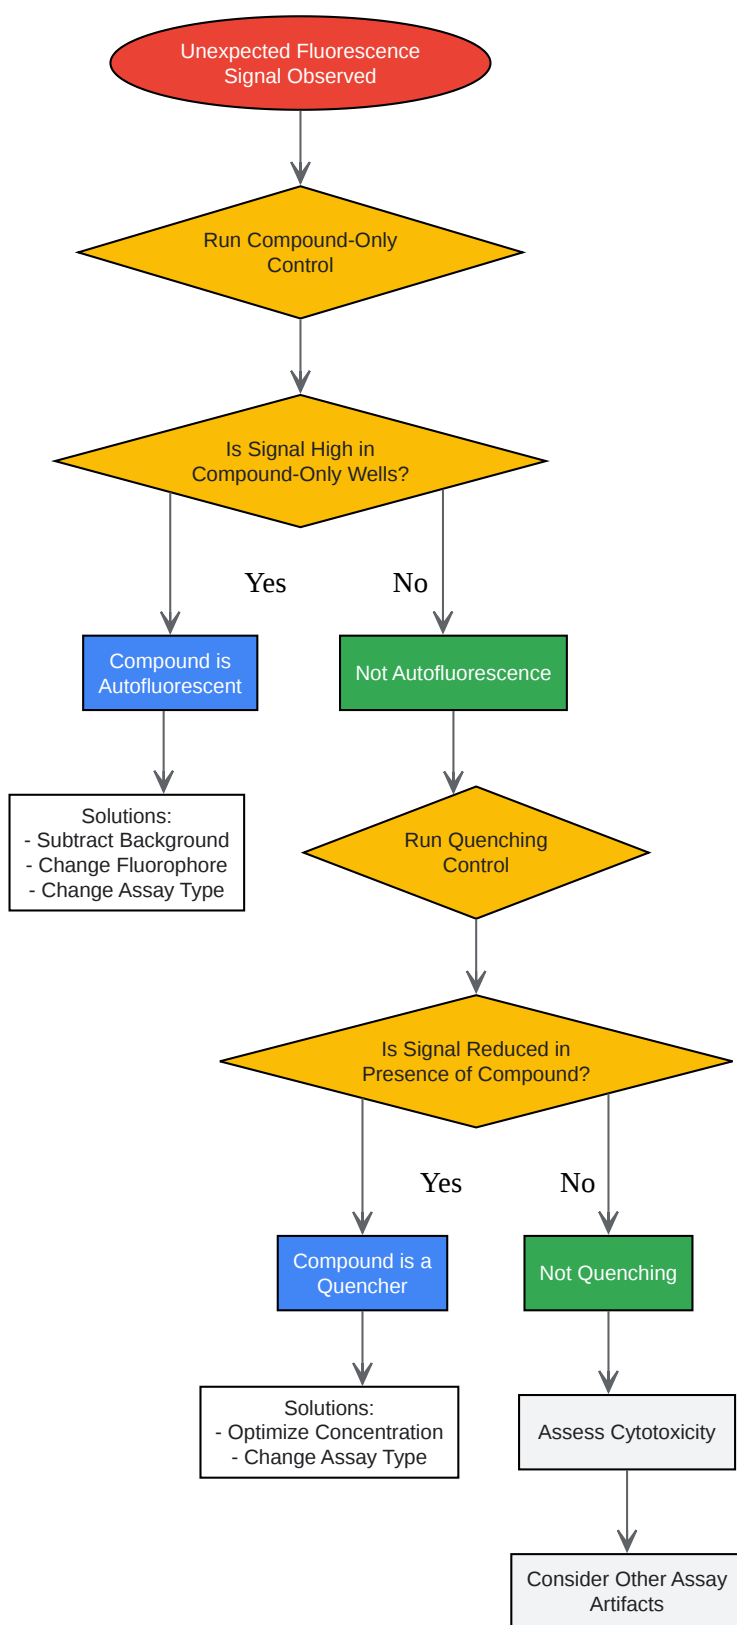 Unexpected Fluorescence
Signal Observed
Run Compound-Only
Control
Is Signal High in
Compound-Only Wells?
Yes
No
Compound is
Autofluorescent
Not Autofluorescence
Solutions:
- Subtract Background
- Change Fluorophore
- Change Assay Type
Run Quenching
Control
Is Signal Reduced in
Presence of Compound?
Yes
No
Compound is a
Quencher
Not Quenching
Solutions:
- Optimize Concentration
- Change Assay Type
Assess Cytotoxicity
Consider Other Assay
Artifacts